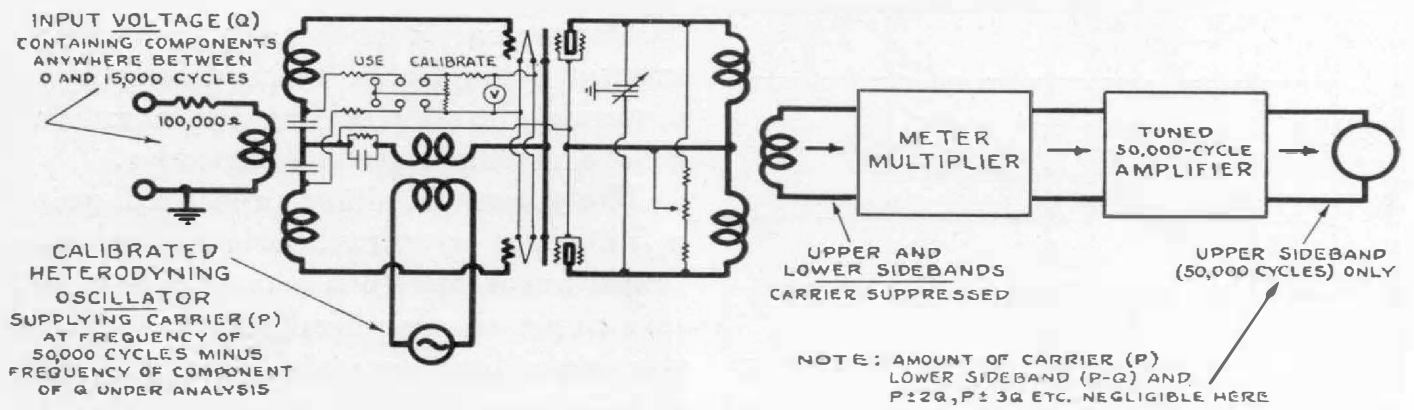 INPUT VOLTAGE (Q)
CONTAINING COMPONENTS
ANYWHERE BETWEEN
0 AND 15,000 CYCLES
100,000 Ω
USE
CALIBRATE
V
CALIBRATED
HETERODYNING
OSCILLATOR
SUPPLYING CARRIER (P)
AT FREQUENCY OF
50,000 CYCLES MINUS
FREQUENCY OF COMPONENT
OF Q UNDER ANALYSIS
METER
MULTIPLIER
TUNED
50,000-CYCLE
AMPLIFIER
UPPER AND
LOWER SIDEBANDS
CARRIER SUPPRESSED
UPPER SIDEBAND
(50,000 CYCLES) ONLY
NOTE: AMOUNT OF CARRIER (P)
LOWER SIDEBAND (P-Q) AND
P±2Q, P±3Q ETC. NEGLIGIBLE HERE